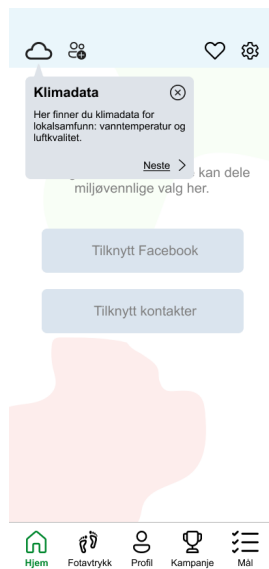 Klimadata
Her finner du klimadata for
lokalsamfunn: vanntemperatur og
luftkvalitet.
Neste
kan dele
miljøvennlige valg her.
Tilknytt Facebook
Tilknytt kontakter
Hjem Fotavtrykk Profil Kampanje Mål